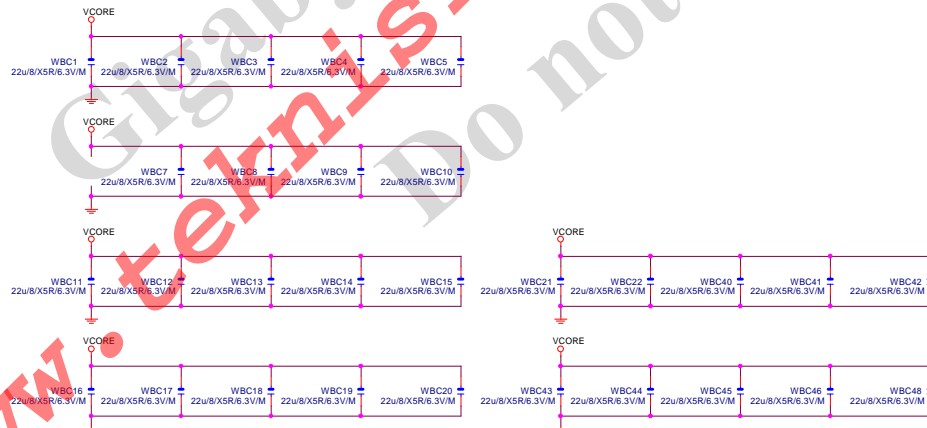 VCORE
WBC1 WBC2 WBC3 WBC4 WBC5
22u/8/X5R/6.3V/M 22u/8/X5R/6.3V/M 22u/8/X5R/6.3V/M 22u/8/X5R/6.3V/M 22u/8/X5R/6.3V/M
VCORE
WBC7 WBC8 WBC9 WBC10
22u/8/X5R/6.3V/M 22u/8/X5R/6.3V/M 22u/8/X5R/6.3V/M 22u/8/X5R/6.3V/M
VCORE VCORE
WBC11 WBC12 WBC13 WBC14 WBC15 WBC21 WBC22 WBC40 WBC41 WBC42
22u/8/X5R/6.3V/M 22u/8/X5R/6.3V/M 22u/8/X5R/6.3V/M 22u/8/X5R/6.3V/M 22u/8/X5R/6.3V/M 22u/8/X5R/6.3V/M 22u/8/X5R/6.3V/M 22u/8/X5R/6.3V/M 22u/8/X5R/6.3V/M 22u/8/X5R/6.3V/M
VCORE VCORE
WBC16 WBC17 WBC18 WBC19 WBC20 WBC43 WBC44 WBC45 WBC46 WBC48
22u/8/X5R/6.3V/M 22u/8/X5R/6.3V/M 22u/8/X5R/6.3V/M 22u/8/X5R/6.3V/M 22u/8/X5R/6.3V/M 22u/8/X5R/6.3V/M 22u/8/X5R/6.3V/M 22u/8/X5R/6.3V/M 22u/8/X5R/6.3V/M 22u/8/X5R/6.3V/M
Do not